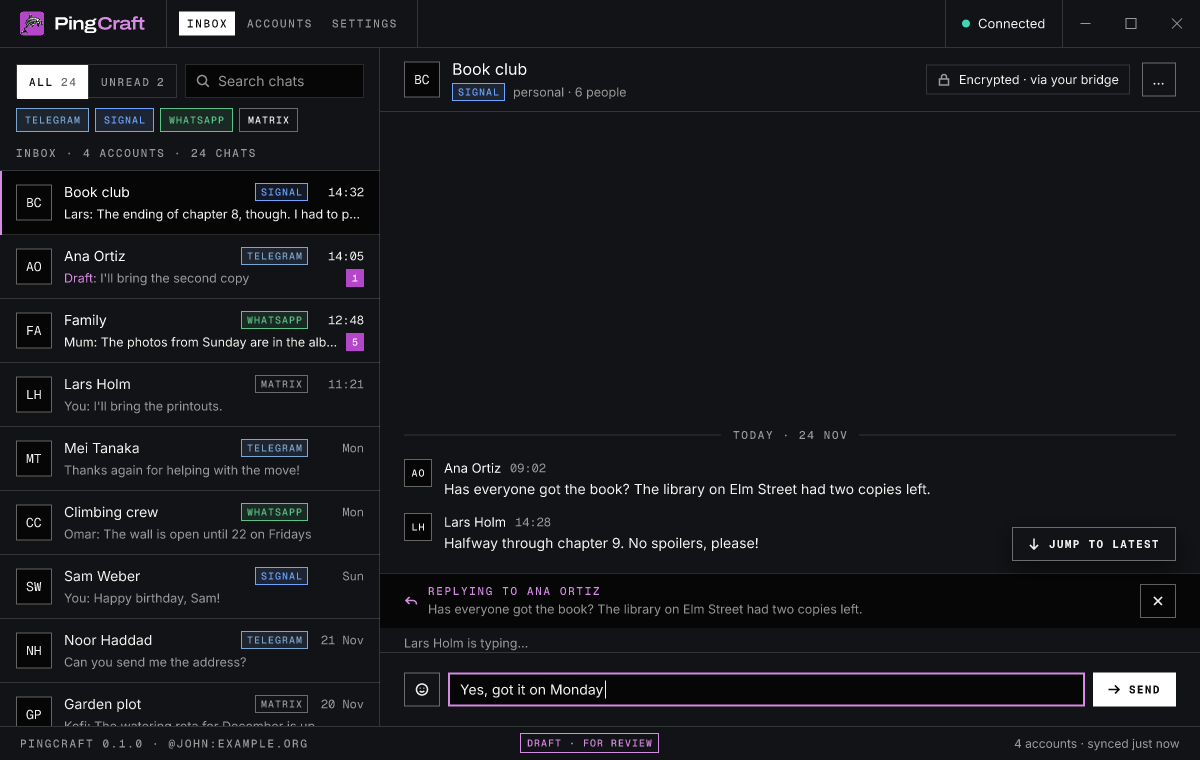 PingCraft
INBOX ACCOUNTS SETTINGS
Connected
ALL 24 UNREAD 2 Search chats
TELEGRAM SIGNAL WHATSAPP MATRIX
INBOX · 4 ACCOUNTS · 24 CHATS
BC Book club SIGNAL 14:32
Lars: The ending of chapter 8, though. I had to p...
AO Ana Ortiz TELEGRAM 14:05
Draft: I'll bring the second copy 1
FA Family WHATSAPP 12:48
Mum: The photos from Sunday are in the alb... 5
LH Lars Holm MATRIX 11:21
You: I'll bring the printouts.
MT Mei Tanaka TELEGRAM Mon
Thanks again for helping with the move!
CC Climbing crew WHATSAPP Mon
Omar: The wall is open until 22 on Fridays
SW Sam Weber SIGNAL Sun
You: Happy birthday, Sam!
NH Noor Haddad TELEGRAM 21 Nov
Can you send me the address?
GP Garden plot MATRIX 20 Nov
Kofi: The watering rota for December is up
BC Book club
SIGNAL personal · 6 people
Encrypted · via your bridge ...
TODAY · 24 NOV
AO Ana Ortiz 09:02
Has everyone got the book? The library on Elm Street had two copies left.
LH Lars Holm 14:28
Halfway through chapter 9. No spoilers, please!
JUMP TO LATEST
REPLYING TO ANA ORTIZ
Has everyone got the book? The library on Elm Street had two copies left.
Lars Holm is typing...
Yes, got it on Monday
SEND
PINGCRAFT 0.1.0 · @JOHN:EXAMPLE.ORG
DRAFT · FOR REVIEW
4 accounts · synced just now